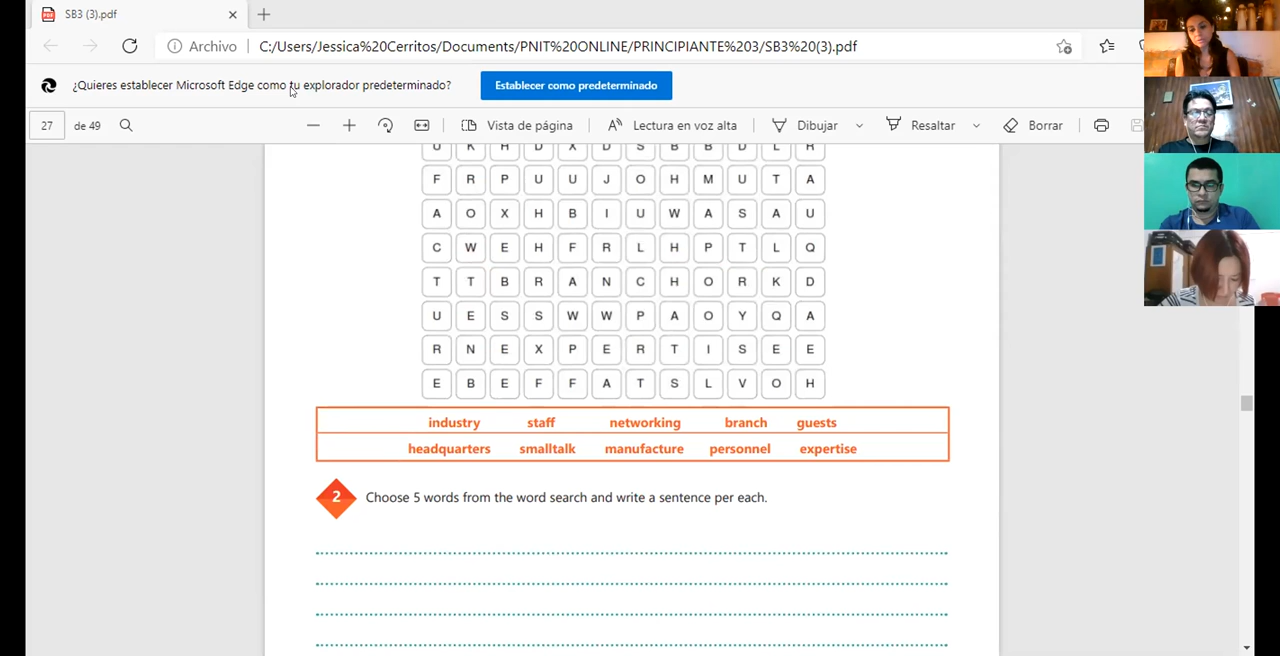 SB3 (3).pdf
Archivo C:/Users/Jessica%20Cerritos/Documents/PNIT%20ONLINE/PRINCIPIANTE%203/SB3%20(3).pdf
¿Quieres establecer Microsoft Edge como tu explorador predeterminado? Establecer como predeterminado
27 de 49 Vista de página Lectura en voz alta Dibujar Resaltar Borrar
U K H D X D S B B D L R
F R P U U J O H M U T A
A O X H B I U W A S A U
C W E H F R L H P T L Q
T T B R A N C H O R K D
U E S S W W P A O Y Q A
R N E X P E R T I S E E
E B E F F A T S L V O H
industry staff networking branch guests
headquarters smalltalk manufacture personnel expertise
2 Choose 5 words from the word search and write a sentence per each.